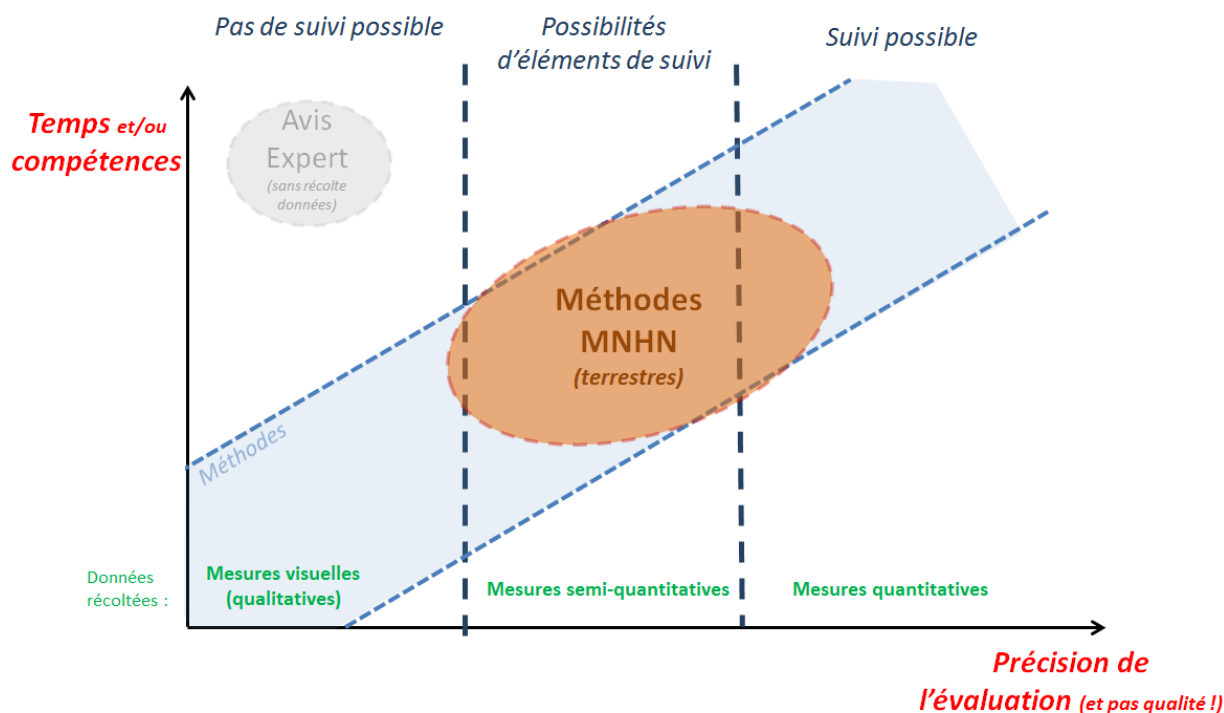 Pas de suivi possible
Possibilités
d'éléments de suivi
Suivi possible
Temps et/ou
compétences
Avis
Expert
(sans récolte
données)
Méthodes
MNHN
(terrestres)
Méthodes
Données
récoltées :
Mesures visuelles
(qualitatives)
Mesures semi-quantitatives
Mesures quantitatives
Précision de
l'évaluation (et pas qualité !)